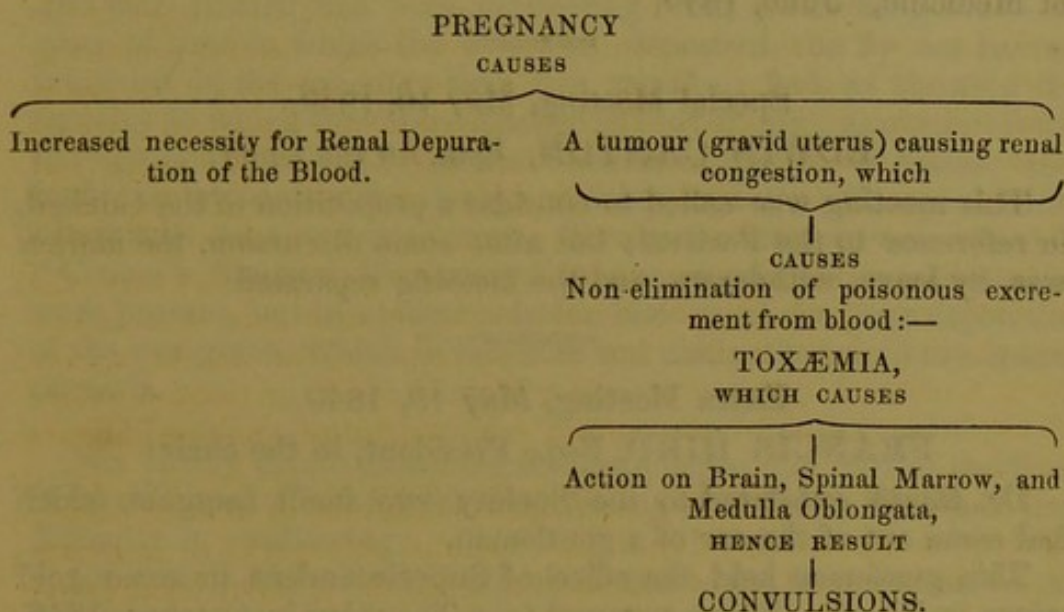 PREGNANCY
CAUSES
Increased necessity for Renal Depura-
tion of the Blood.
A tumour (gravid uterus) causing renal
congestion, which
CAUSES
Non-elimination of poisonous excre-
ment from blood :—
TOXÆMIA,
WHICH CAUSES
Action on Brain, Spinal Marrow, and
Medulla Oblongata,
HENCE RESULT
CONVULSIONS.